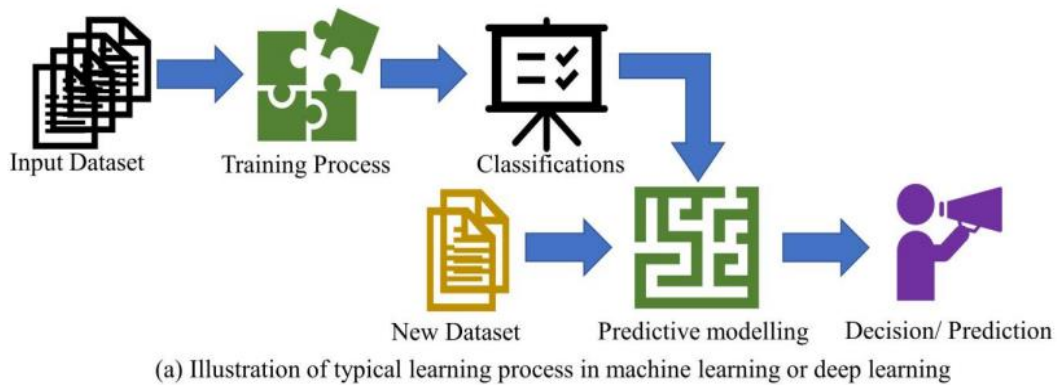 Input Dataset
Training Process
Classifications
New Dataset
Predictive modelling
Decision/ Prediction
(a) Illustration of typical learning process in machine learning or deep learning